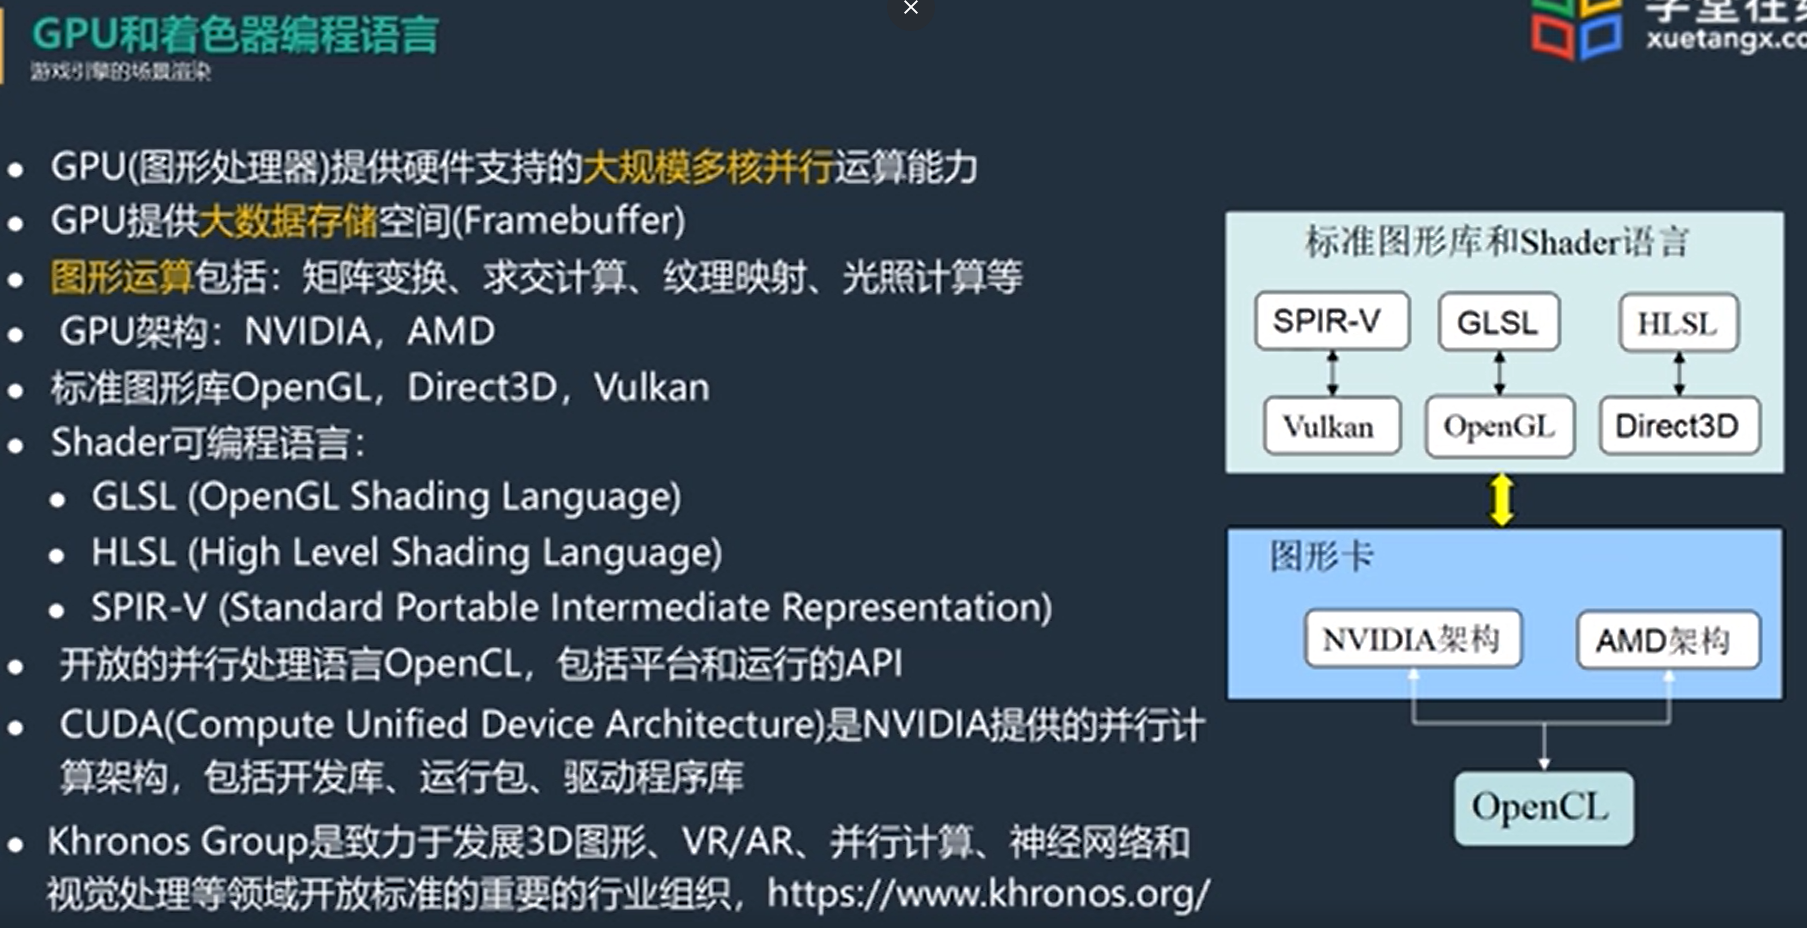 GPU和着色器编程语言
游戏引擎的场景渲染
xuetangx.co
GPU(图形处理器)提供硬件支持的大规模多核并行运算能力
GPU提供大数据存储空间(Framebuffer)
图形运算包括：矩阵变换、求交计算、纹理映射、光照计算等
GPU架构：NVIDIA，AMD
标准图形库OpenGL，Direct3D，Vulkan
Shader可编程语言：
GLSL (OpenGL Shading Language)
HLSL (High Level Shading Language)
SPIR-V (Standard Portable Intermediate Representation)
开放的并行处理语言OpenCL，包括平台和运行的API
CUDA(Compute Unified Device Architecture)是NVIDIA提供的并行计
算架构，包括开发库、运行包、驱动程序库
Khronos Group是致力于发展3D图形、VR/AR、并行计算、神经网络和
视觉处理等领域开放标准的重要的行业组织，https://www.khronos.org/
标准图形库和Shader语言
SPIR-V GLSL HLSL
Vulkan OpenGL Direct3D
图形卡
NVIDIA架构 AMD架构
OpenCL